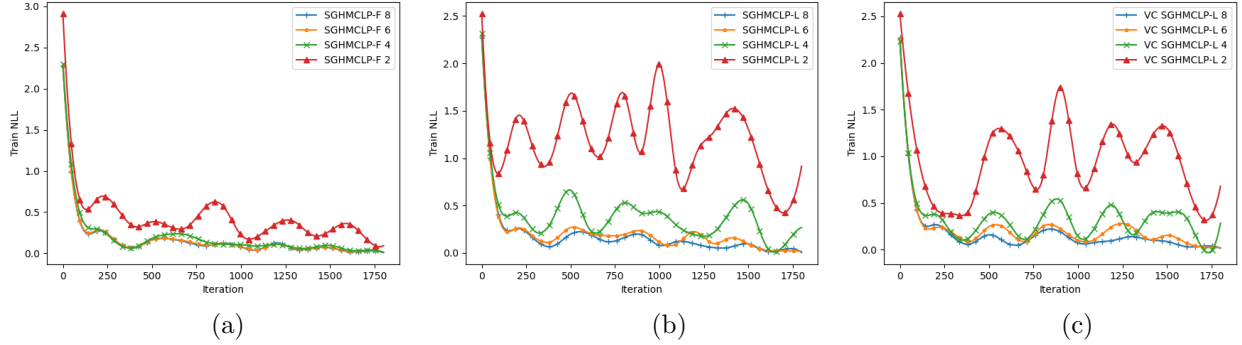 3.0
2.5
2.0
1.5
1.0
0.5
0.0
Train NLL
0
250
500
750
1000
1250
1500
1750
Iteration
SGHMCLP-F 8
SGHMCLP-F 6
SGHMCLP-F 4
SGHMCLP-F 2
(a)
2.5
2.0
1.5
1.0
0.5
0.0
Train NLL
0
250
500
750
1000
1250
1500
1750
Iteration
SGHMCLP-L 8
SGHMCLP-L 6
SGHMCLP-L 4
SGHMCLP-L 2
(b)
2.5
2.0
1.5
1.0
0.5
0.0
Train NLL
0
250
500
750
1000
1250
1500
1750
Iteration
VC SGHMCLP-L 8
VC SGHMCLP-L 6
VC SGHMCLP-L 4
VC SGHMCLP-L 2
(c)